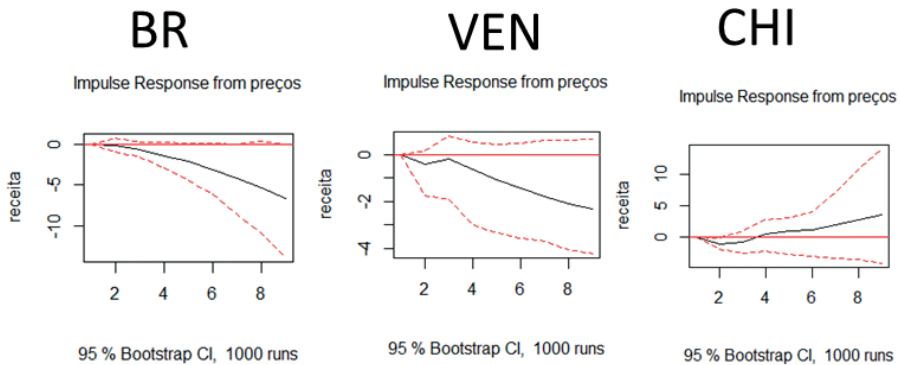 BR
Impulse Response from preços
receita
0
-5
-10
2 4 6 8
95 % Bootstrap CI, 1000 runs
VEN
Impulse Response from preços
receita
0
-2
-4
2 4 6 8
95 % Bootstrap CI, 1000 runs
CHI
Impulse Response from preços
receita
10
5
0
2 4 6 8
95 % Bootstrap CI, 1000 runs